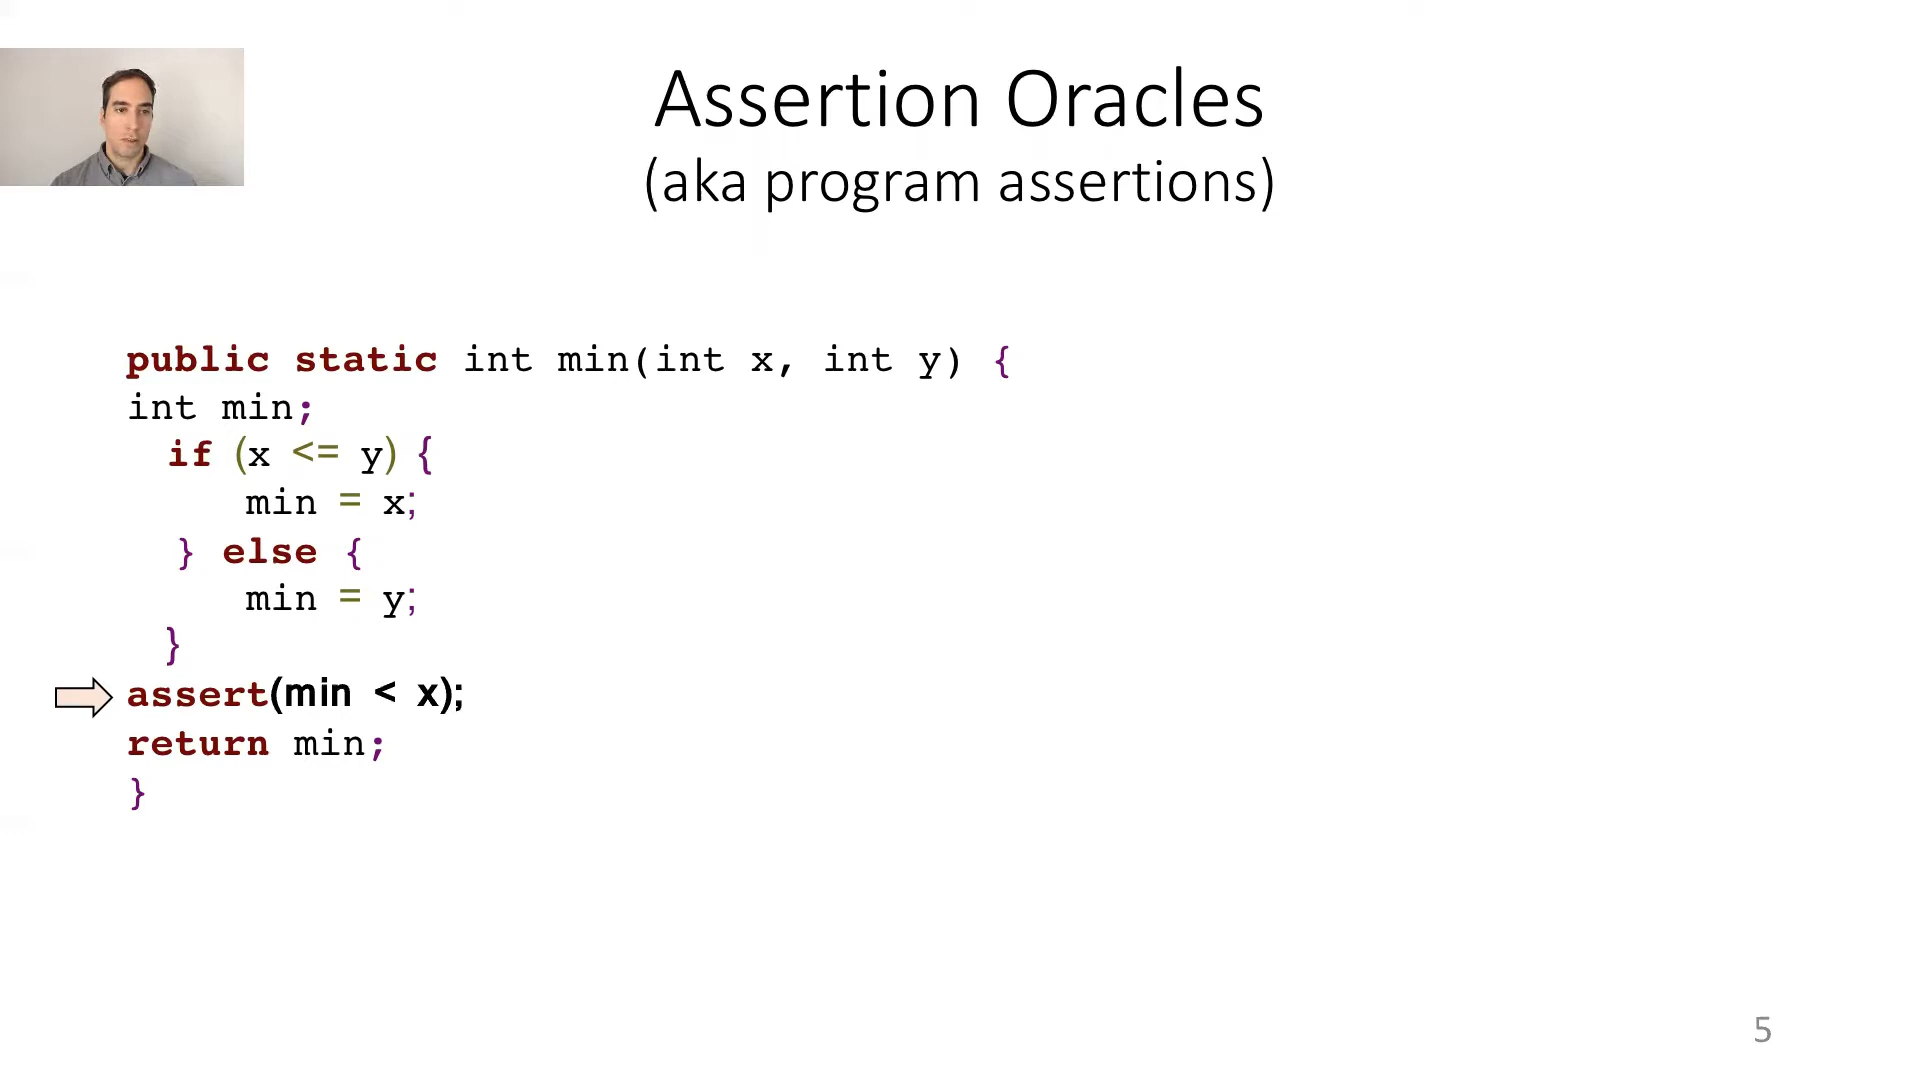 Assertion Oracles
(aka program assertions)
public static int min(int x, int y) {
int min;
if (x <= y) {
min = x;
} else {
min = y;
}
assert(min < x);
return min;
}
5